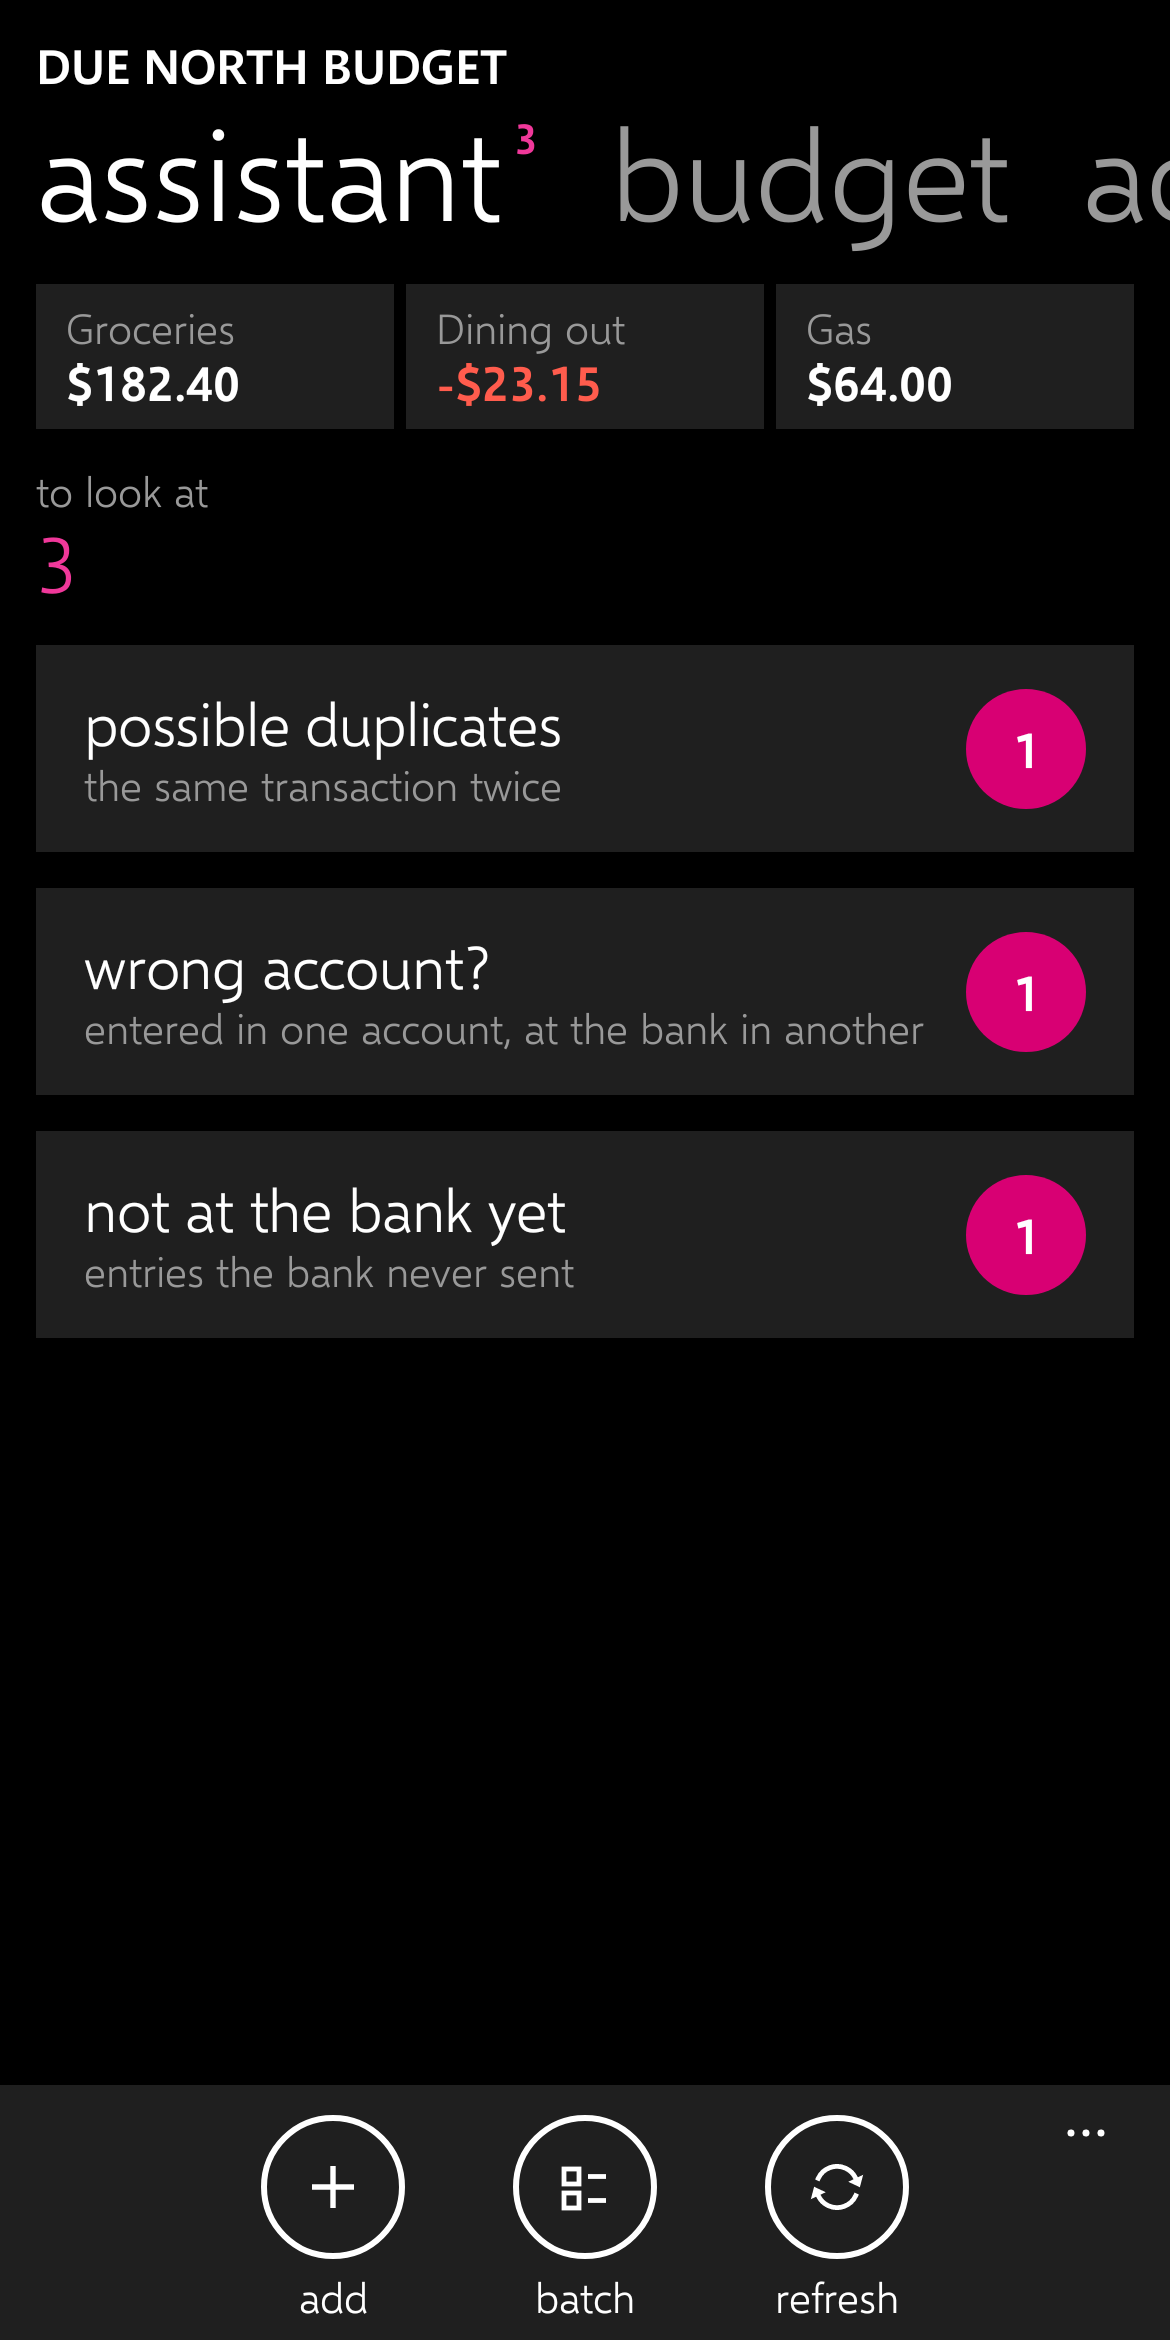 DUE NORTH BUDGET
assistant 3 budget ac
Groceries
$182.40
Dining out
-$23.15
Gas
$64.00
to look at
3
possible duplicates
the same transaction twice
1
wrong account?
entered in one account, at the bank in another
1
not at the bank yet
entries the bank never sent
1
...
add
batch
refresh